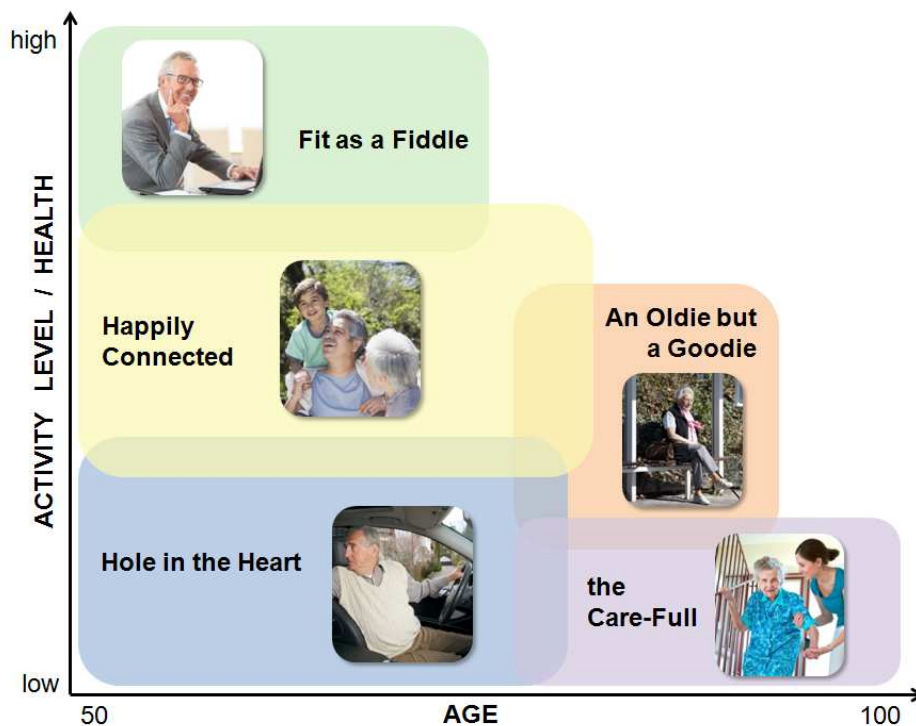 high
Fit as a Fiddle
ACTIVITY LEVEL / HEALTH
Happily
Connected
An Oldie but
a Goodie
Hole in the Heart
the
Care-Full
low
50
AGE
100